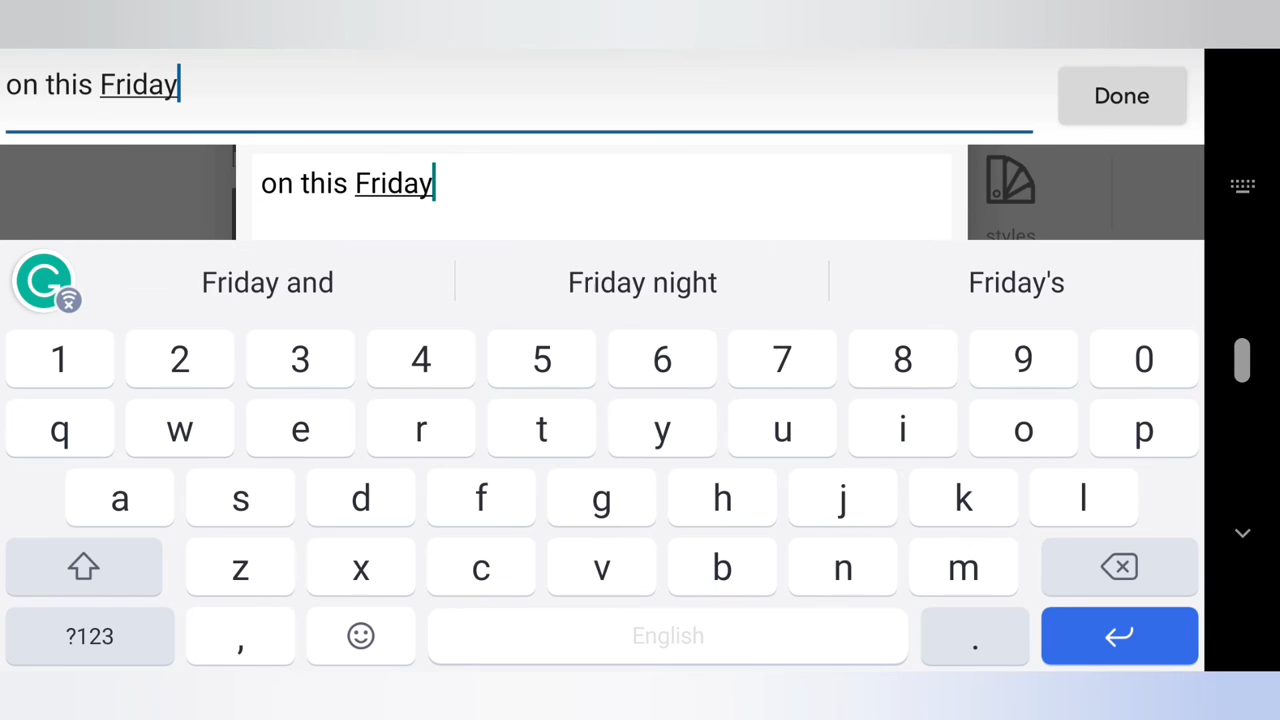 on this Friday
Done
on this Friday
styles
Friday and
Friday night
Friday's
1 2 3 4 5 6 7 8 9 0
q w e r t y u i o p
a s d f g h j k l
z x c v b n m
?123 , English .